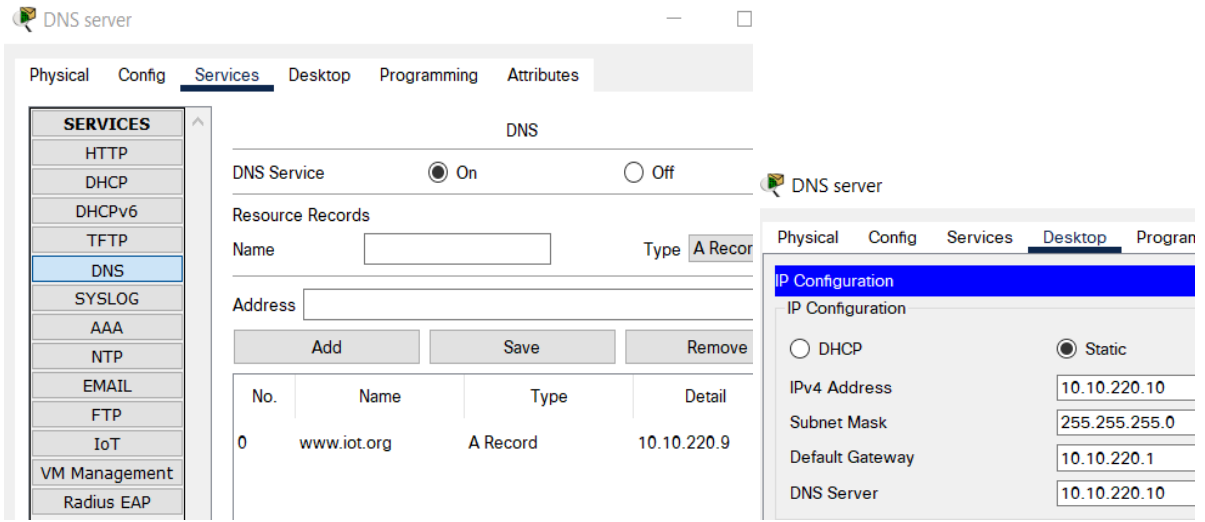 DNS server
Physical Config Services Desktop Programming Attributes
SERVICES
HTTP
DHCP
DHCPv6
TFTP
DNS
SYSLOG
AAA
NTP
EMAIL
FTP
IoT
VM Management
Radius EAP
DNS
DNS Service On Off
Resource Records
Name Type A Recor
Address
Add Save Remove
No. Name Type Detail
0 www.iot.org A Record 10.10.220.9
DNS server
Physical Config Services Desktop Program
IP Configuration
IP Configuration
DHCP Static
IPv4 Address 10.10.220.10
Subnet Mask 255.255.255.0
Default Gateway 10.10.220.1
DNS Server 10.10.220.10